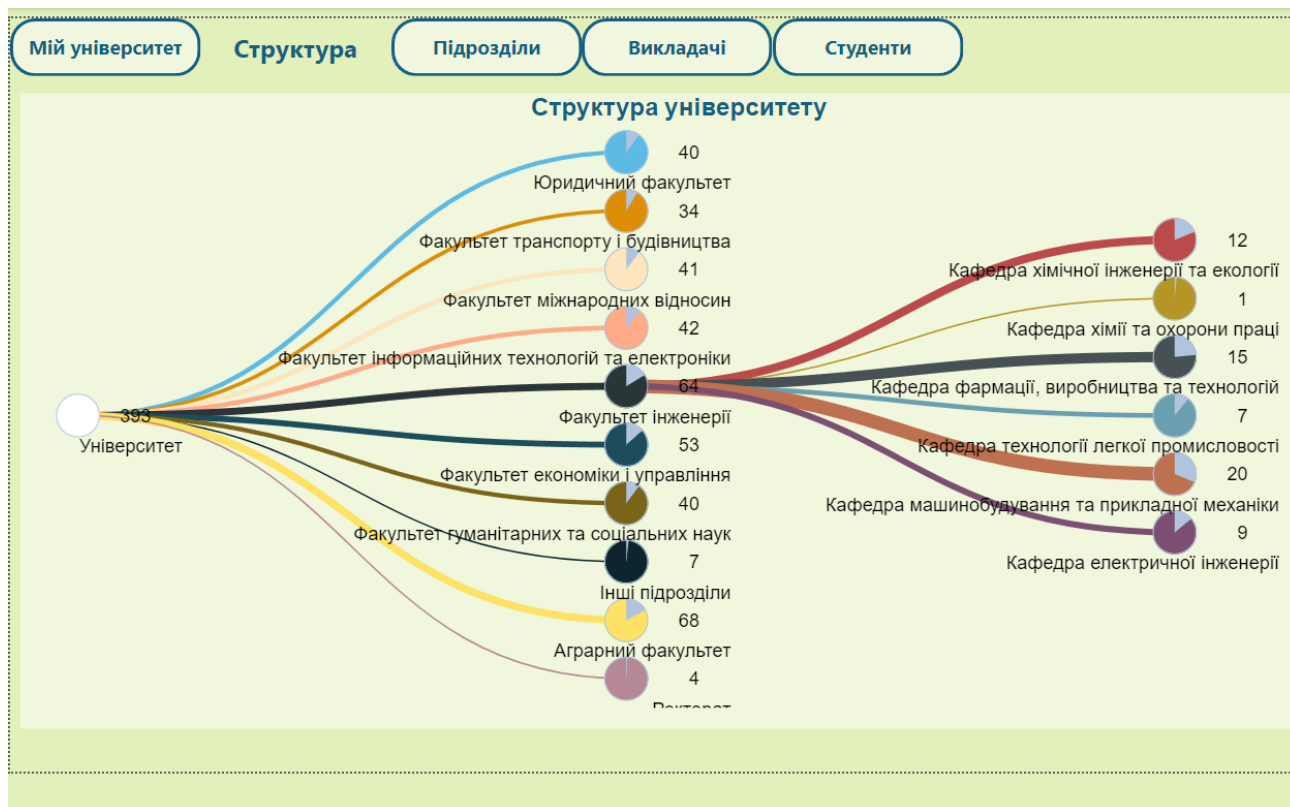 Мій університет
Структура
Підрозділи
Викладачі
Студенти
Структура університету
393
Університет
40
Юридичний факультет
34
Факультет транспорту і будівництва
41
Факультет міжнародних відносин
42
Факультет інформаційних технологій та електроніки
64
Факультет інженерії
53
Факультет економіки і управління
40
Факультет гуманітарних та соціальних наук
7
Інші підрозділи
68
Аграрний факультет
4
Ректорат
12
Кафедра хімічної інженерії та екології
1
Кафедра хімії та охорони праці
15
Кафедра фармації, виробництва та технологій
7
Кафедра технології легкої промисловості
20
Кафедра машинобудування та прикладної механіки
9
Кафедра електричної інженерії